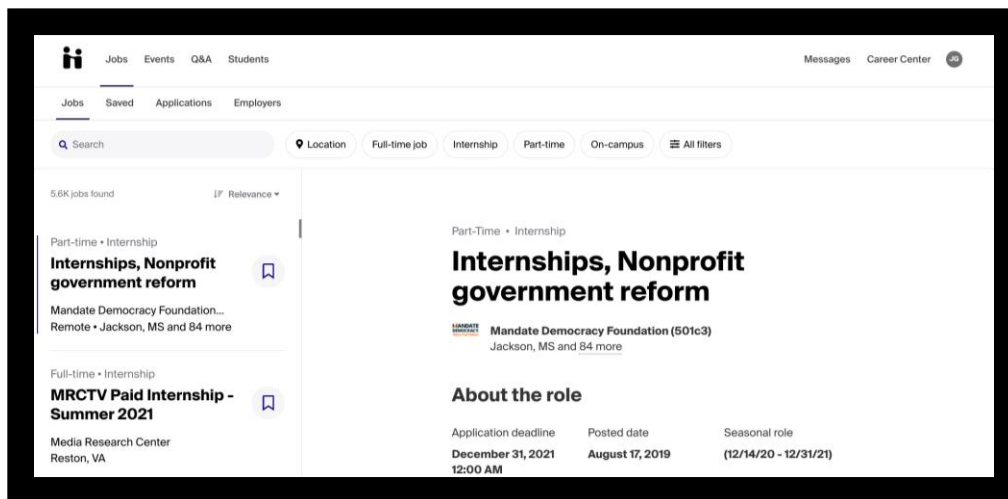 Jobs Events Q&A Students
Messages Career Center JG
Jobs Saved Applications Employers
Search
Location Full-time job Internship Part-time On-campus All filters
5.6K jobs found Relevance
Part-time • Internship
Internships, Nonprofit
government reform
Mandate Democracy Foundation...
Remote • Jackson, MS and 84 more
Full-time • Internship
MRCTV Paid Internship -
Summer 2021
Media Research Center
Reston, VA
Part-Time • Internship
Internships, Nonprofit
government reform
MANDATE
DEMOCRACY
Mandate Democracy Foundation (501c3)
Jackson, MS and 84 more
About the role
Application deadline Posted date Seasonal role
December 31, 2021 August 17, 2019 (12/14/20 - 12/31/21)
12:00 AM